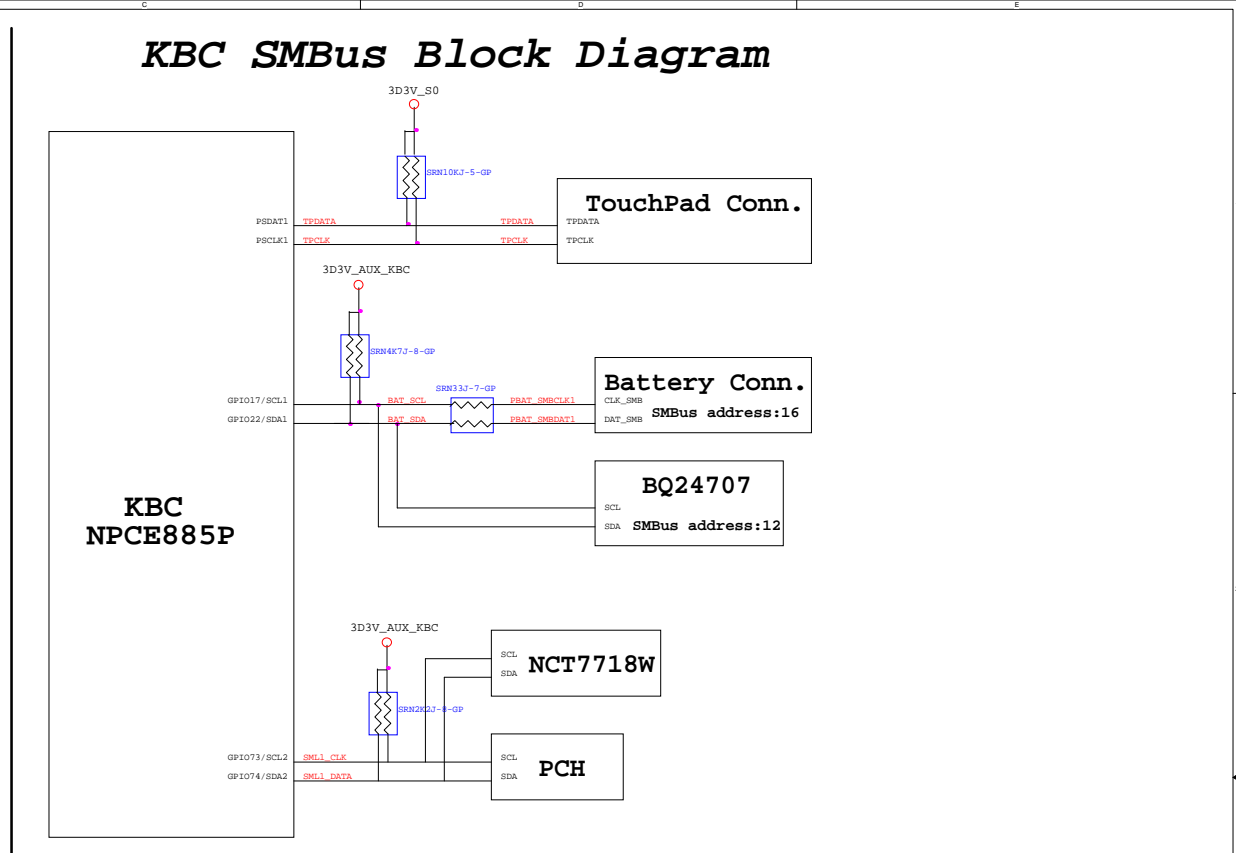 C D E
KBC SMBus Block Diagram
3D3V_S0
SRN10KJ-5-GP
TouchPad Conn.
PSDAT1 TPDATA TPDATA TPDATA
PSCLK1 TPCLK TPCLK TPCLK
3D3V_AUX_KBC
SRN4K7J-8-GP
Battery Conn.
SRN33J-7-GP
GPIO17/SCL1 BAT_SCL PBAT_SMBCLK1 CLK_SMB
SMBus address:16
GPIO22/SDA1 BAT_SDA PBAT_SMBDAT1 DAT_SMB
BQ24707
SCL
SDA SMBus address:12
KBC
NPCE885P
3D3V_AUX_KBC
SCL
NCT7718W
SDA
SRN2K2J-8-GP
GPIO73/SCL2 SML1_CLK SCL
PCH
GPIO74/SDA2 SML1_DATA SDA